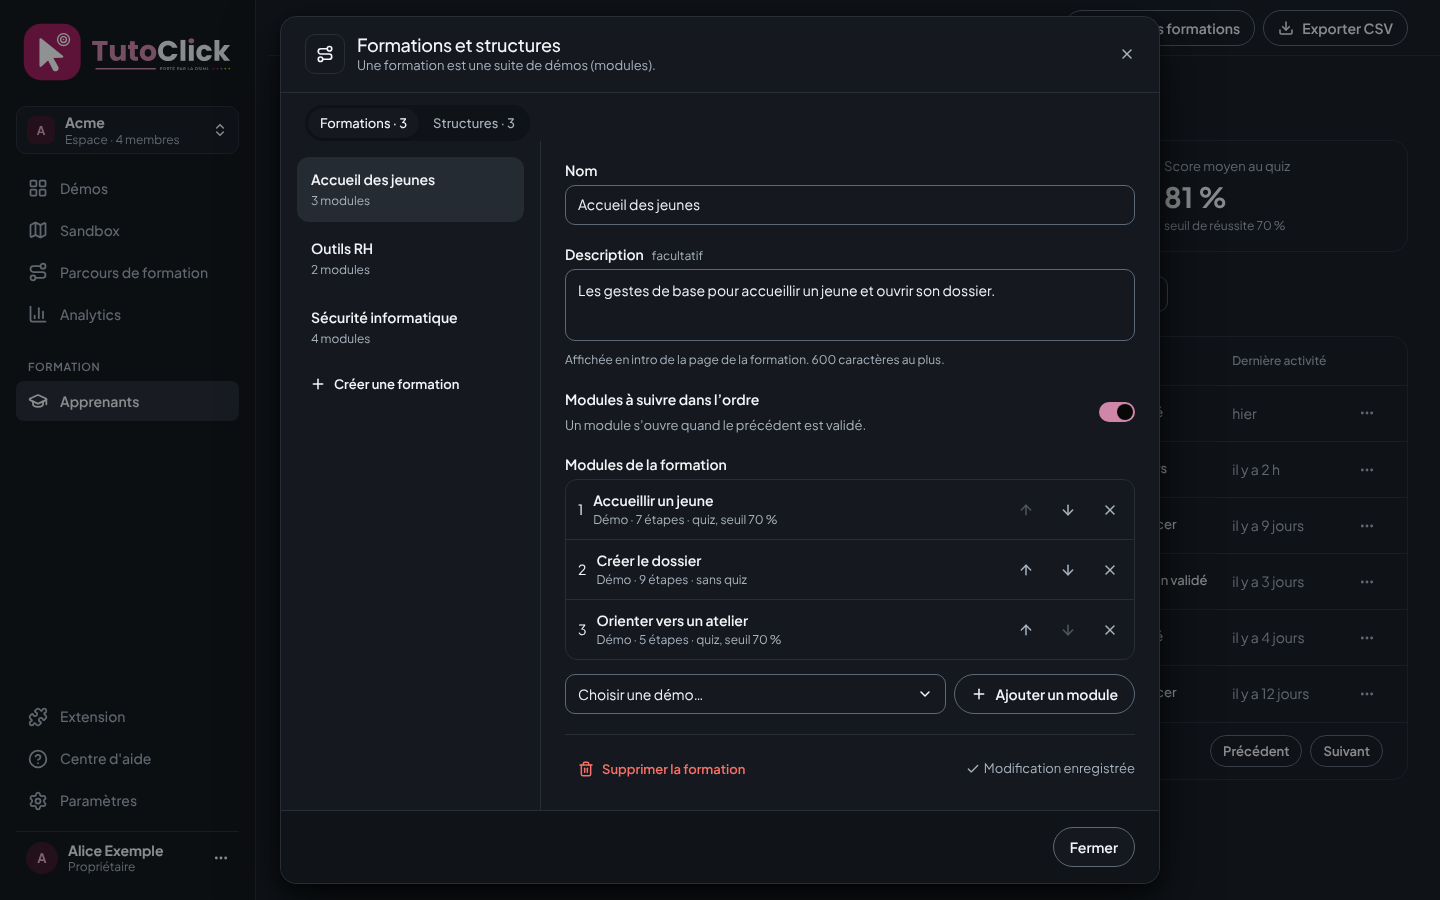 TutoClick
A
Acme
Espace · 4 membres
Démos
Sandbox
Parcours de formation
Analytics
FORMATION
Apprenants
Extension
Centre d'aide
Paramètres
A
Alice Exemple
Propriétaire
Formations et structures
Une formation est une suite de démos (modules).
Formations · 3
Structures · 3
Accueil des jeunes
3 modules
Outils RH
2 modules
Sécurité informatique
4 modules
Créer une formation
Nom
Accueil des jeunes
Description facultatif
Les gestes de base pour accueillir un jeune et ouvrir son dossier.
Affichée en intro de la page de la formation. 600 caractères au plus.
Modules à suivre dans l’ordre
Un module s’ouvre quand le précédent est validé.
Modules de la formation
1
Accueillir un jeune
Démo · 7 étapes · quiz, seuil 70 %
2
Créer le dossier
Démo · 9 étapes · sans quiz
3
Orienter vers un atelier
Démo · 5 étapes · quiz, seuil 70 %
Choisir une démo…
Ajouter un module
Supprimer la formation
Modification enregistrée
Fermer
s formations
Exporter CSV
Score moyen au quiz
81 %
seuil de réussite 70 %
Dernière activité
hier
il y a 2 h
il y a 9 jours
n validé
il y a 3 jours
il y a 4 jours
il y a 12 jours
Précédent
Suivant